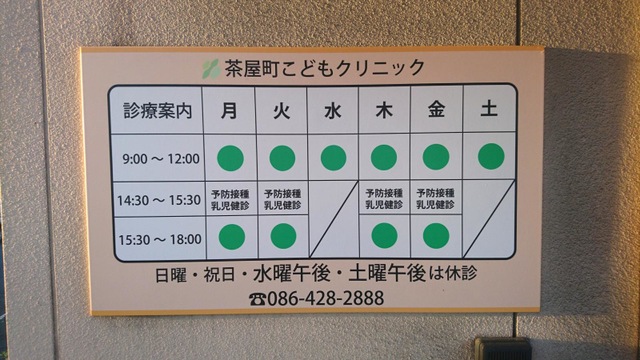 茶屋町こどもクリニック
診療案内 月 火 水 木 金 土
9:00 〜 12:00 ● ● ● ● ● ●
14:30 〜 15:30 予防接種 予防接種 予防接種 予防接種
乳児健診 乳児健診 乳児健診 乳児健診
15:30 〜 18:00 ● ● ● ●
日曜・祝日・水曜午後・土曜午後は休診
☎086-428-2888